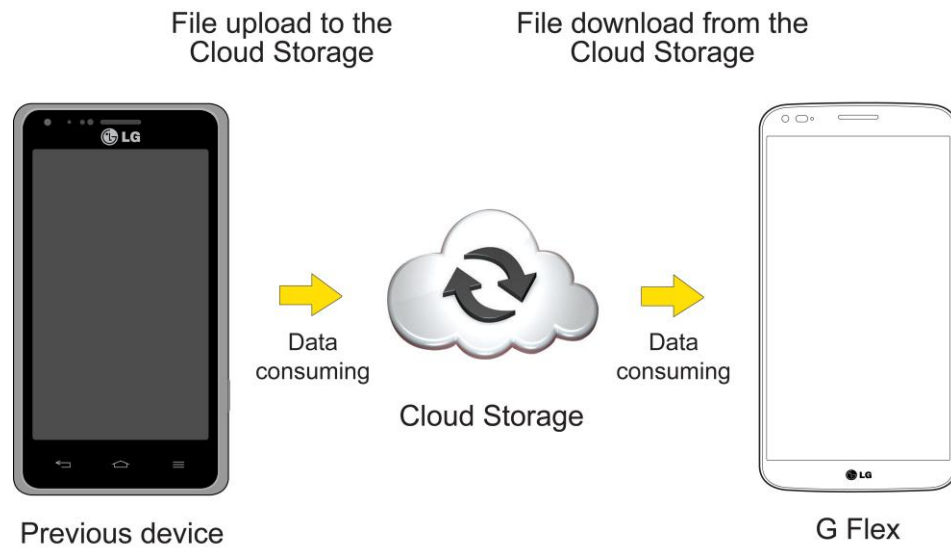 File upload to the
Cloud Storage
File download from the
Cloud Storage
LG
Data
consuming
Data
consuming
Cloud Storage
LG
Previous device
G Flex